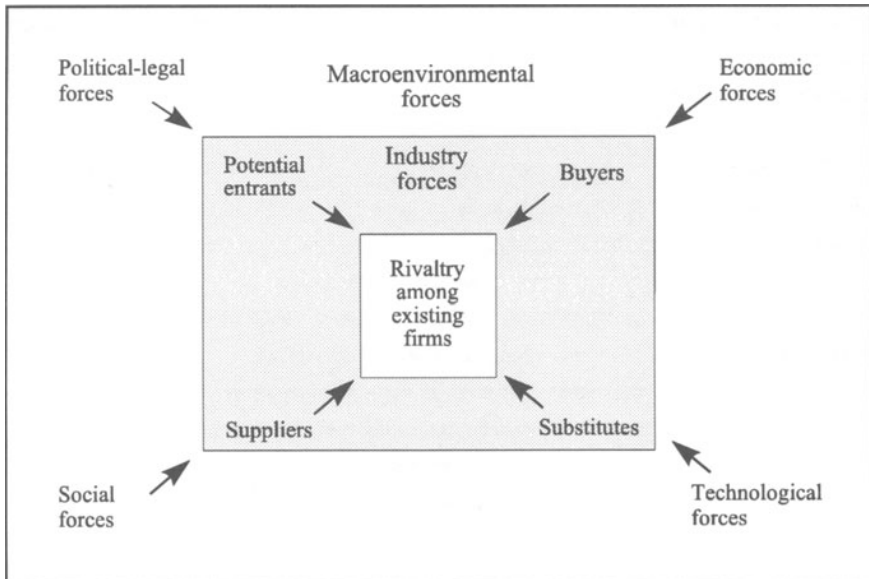 Political-legal
forces
Macroenvironmental
forces
Economic
forces
Potential
entrants
Industry
forces
Buyers
Rivaltry
among
existing
firms
Suppliers
Substitutes
Social
forces
Technological
forces